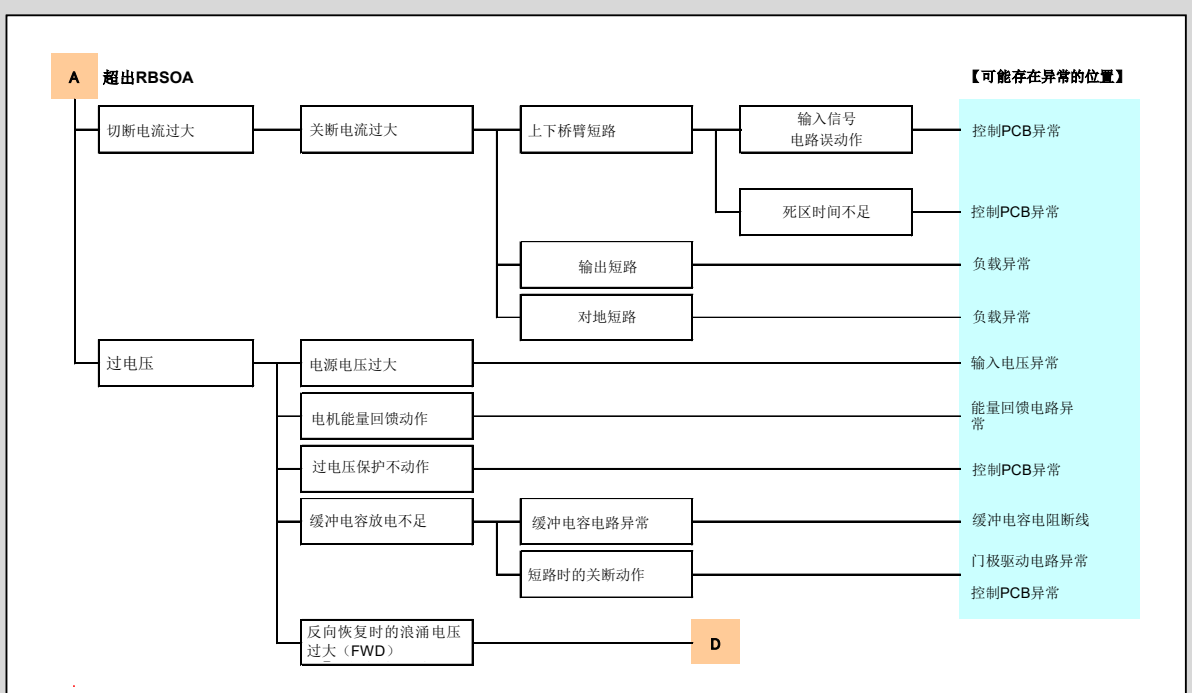 A 超出RBSOA 【可能存在异常的位置】
切断电流过大 关断电流过大 上下桥臂短路 输入信号
电路误动作 控制PCB异常
死区时间不足 控制PCB异常
输出短路 负载异常
对地短路 负载异常
过电压 电源电压过大 输入电压异常
电机能量回馈动作 能量回馈电路异
常
过电压保护不动作 控制PCB异常
缓冲电容放电不足 缓冲电容电路异常 缓冲电容电阻断线
短路时的关断动作 门极驱动电路异常
控制PCB异常
反向恢复时的浪涌电压
过大（FWD） D